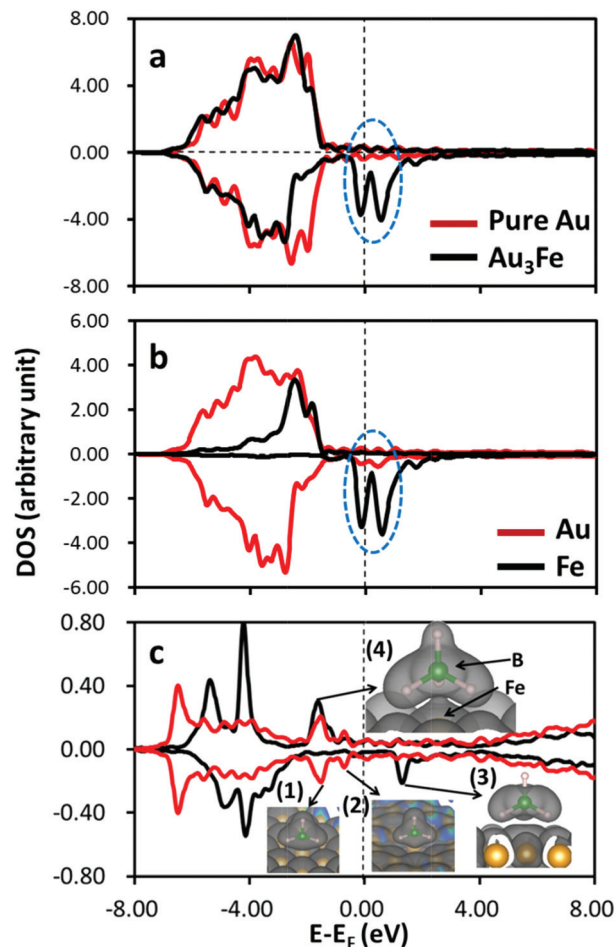 8.00
a
4.00
0.00
-4.00
Pure Au
Au₃Fe
-8.00
6.00
b
4.00
2.00
0.00
-2.00
-4.00
Au
Fe
-6.00
DOS (arbitrary unit)
0.80
c
(4)
B
Fe
0.40
0.00
(1)
(2)
(3)
-0.40
0.80
-8.00 -4.00 0.00 4.00 8.00
E-E_F (eV)